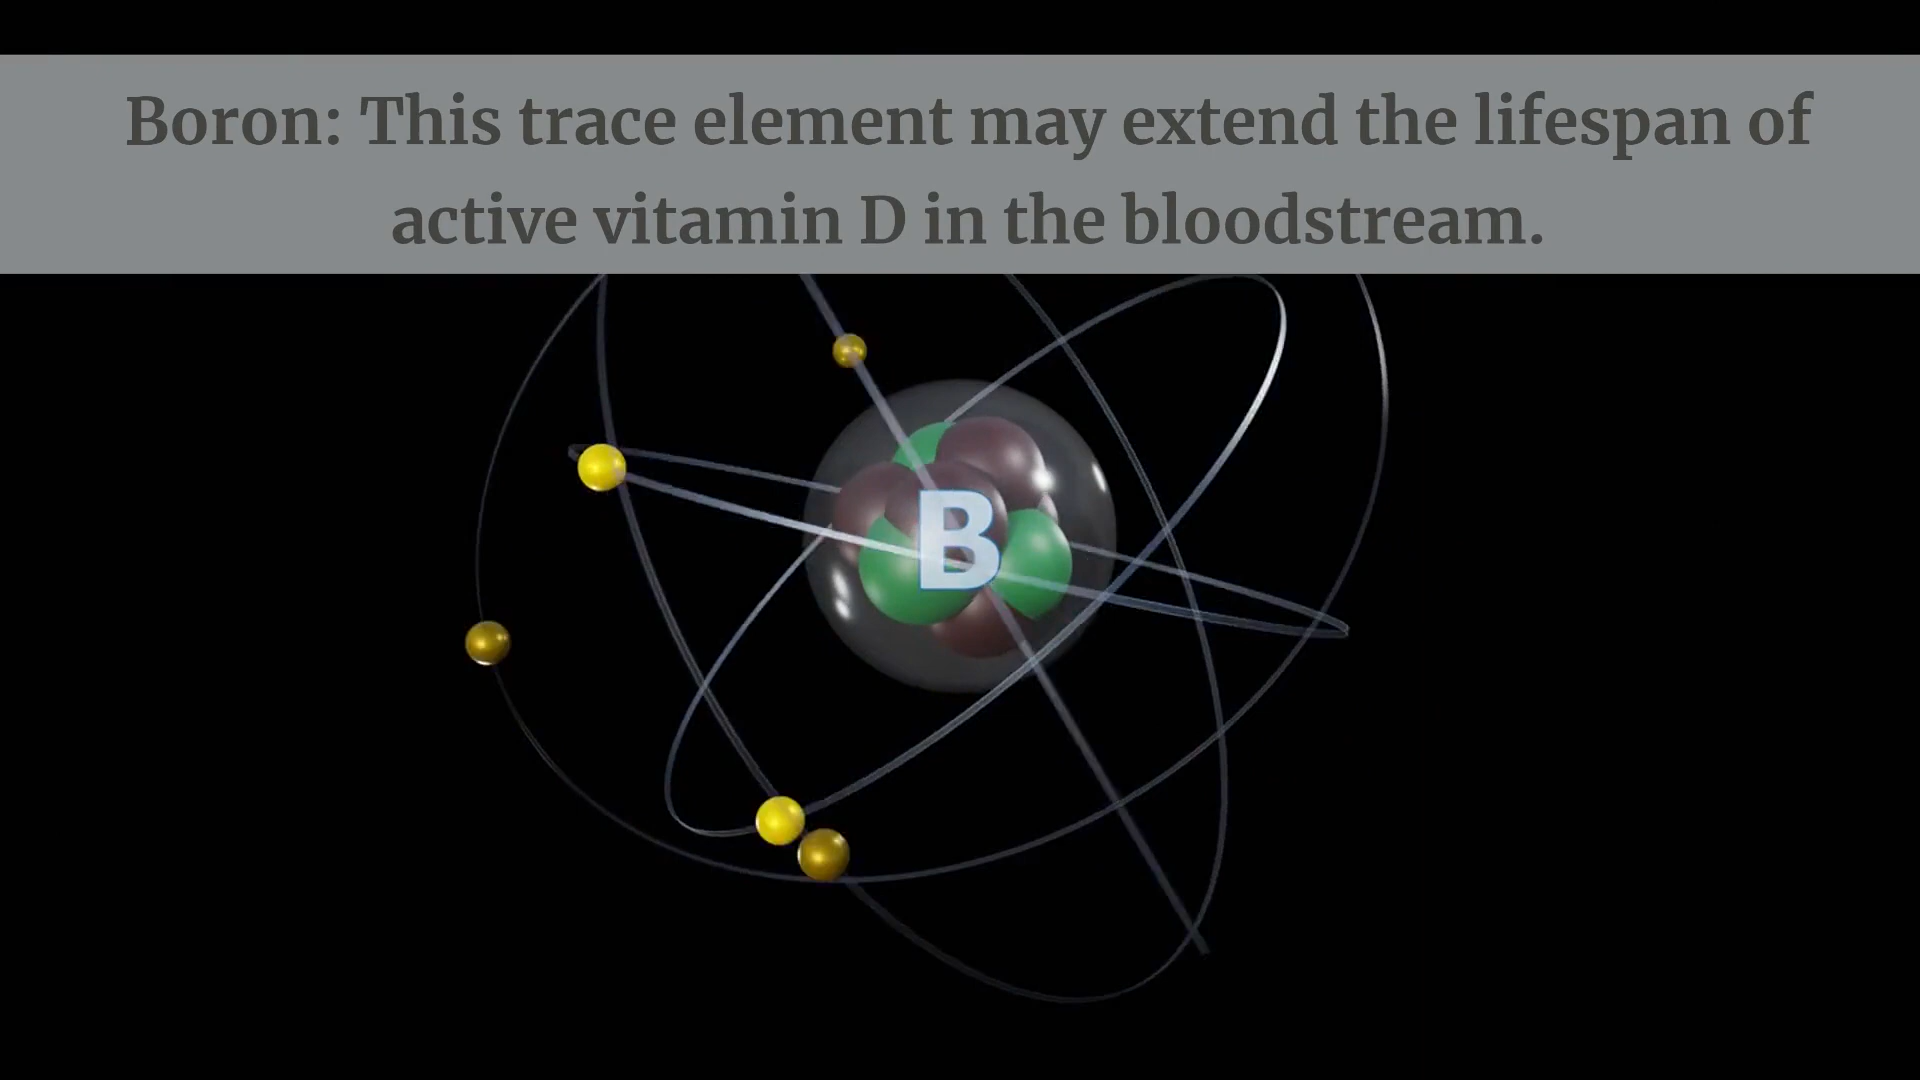 Boron: This trace element may extend the lifespan of
active vitamin D in the bloodstream.
B